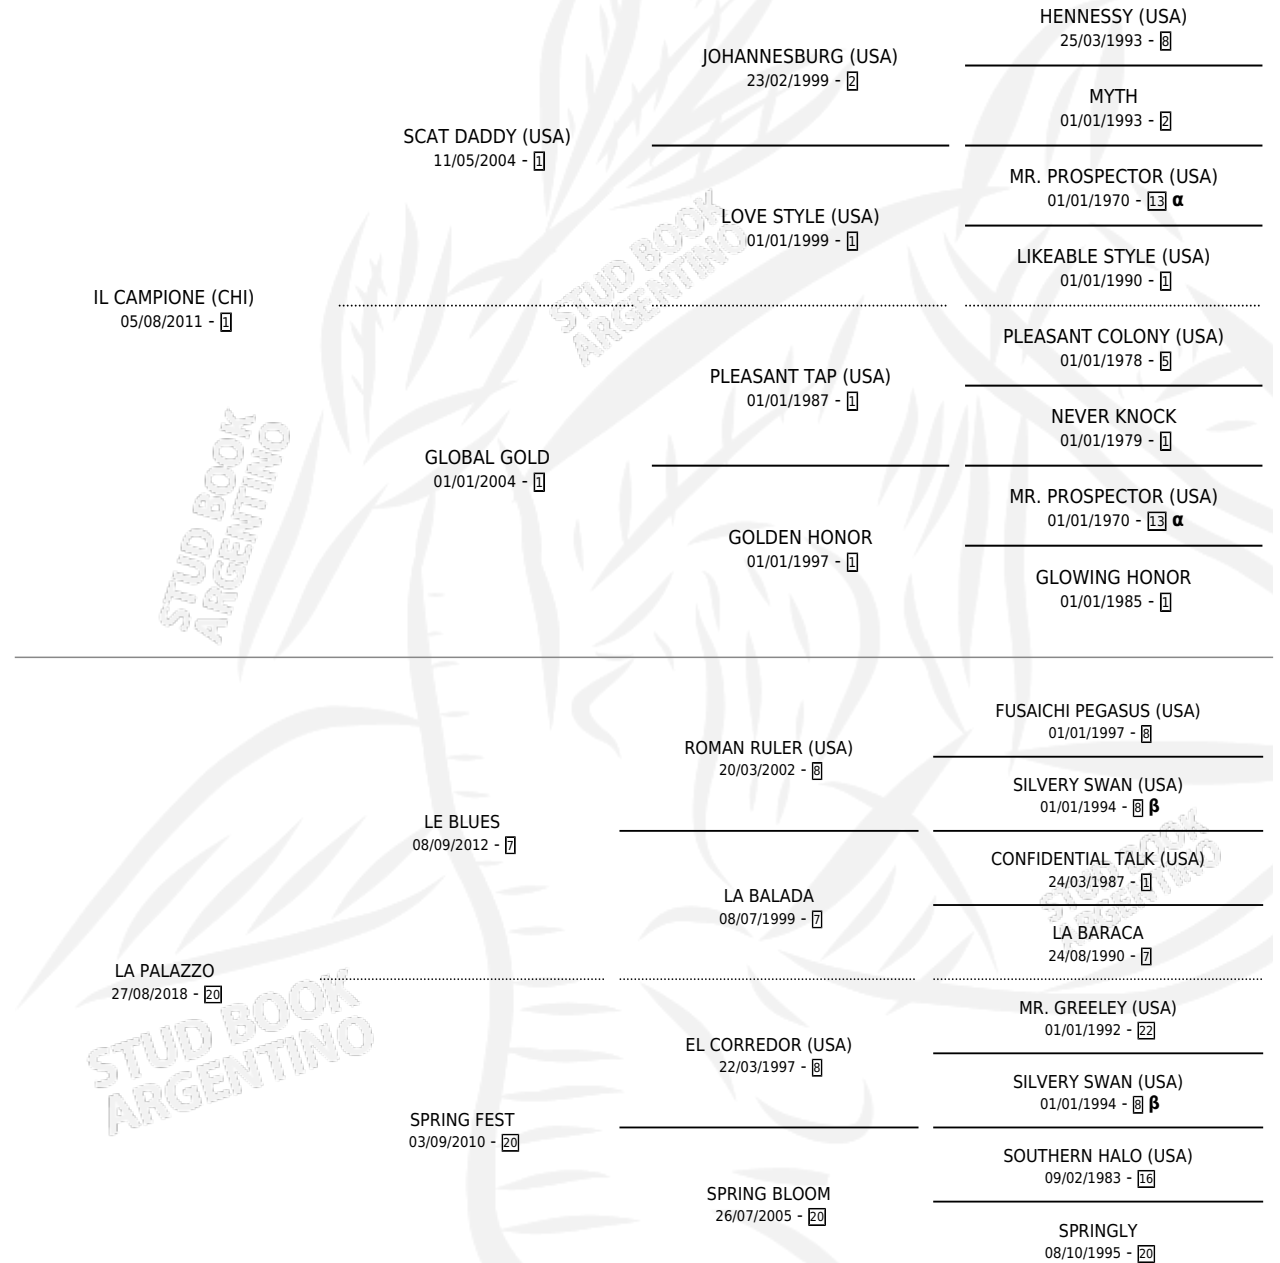 HENNESSY (USA)
25/03/1993 - 8
JOHANNESBURG (USA)
23/02/1999 - 2
MYTH
01/01/1993 - 2
SCAT DADDY (USA)
11/05/2004 - 1
MR. PROSPECTOR (USA)
01/01/1970 - 13 α
LOVE STYLE (USA)
01/01/1999 - 1
LIKEABLE STYLE (USA)
01/01/1990 - 1
IL CAMPIONE (CHI)
05/08/2011 - 1
PLEASANT COLONY (USA)
01/01/1978 - 5
PLEASANT TAP (USA)
01/01/1987 - 1
NEVER KNOCK
01/01/1979 - 1
GLOBAL GOLD
01/01/2004 - 1
MR. PROSPECTOR (USA)
01/01/1970 - 13 α
GOLDEN HONOR
01/01/1997 - 1
GLOWING HONOR
01/01/1985 - 1
FUSAICHI PEGASUS (USA)
01/01/1997 - 8
ROMAN RULER (USA)
20/03/2002 - 8
SILVERY SWAN (USA)
01/01/1994 - 8 β
LE BLUES
08/09/2012 - 7
CONFIDENTIAL TALK (USA)
24/03/1987 - 1
LA BALADA
08/07/1999 - 7
LA BARACA
24/08/1990 - 7
LA PALAZZO
27/08/2018 - 20
MR. GREELEY (USA)
01/01/1992 - 22
EL CORREDOR (USA)
22/03/1997 - 8
SILVERY SWAN (USA)
01/01/1994 - 8 β
SPRING FEST
03/09/2010 - 20
SOUTHERN HALO (USA)
09/02/1983 - 16
SPRING BLOOM
26/07/2005 - 20
SPRINGLY
08/10/1995 - 20
STUD BOOK
ARGENTINO
STUD BOOK
ARGENTINO
STUD BOOK
ARGENTINO
STUD BOOK
ARGENTINO